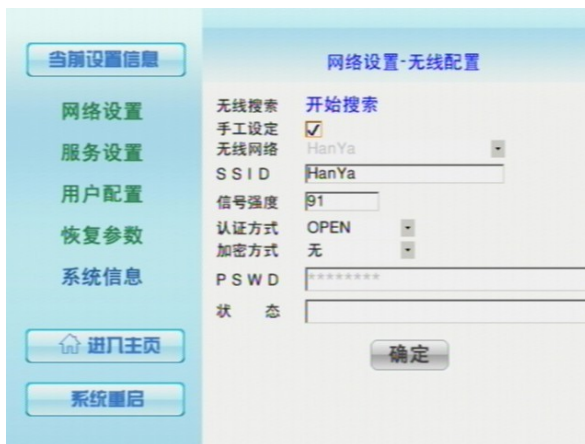 当前设置信息
网络设置
服务设置
用户配置
恢复参数
系统信息
进入主页
系统重启
网络设置-无线配置
无线搜索 开始搜索
手工设定
无线网络 HanYa
SSID HanYa
信号强度 91
认证方式 OPEN
加密方式 无
PSWD ********
状 态
确定